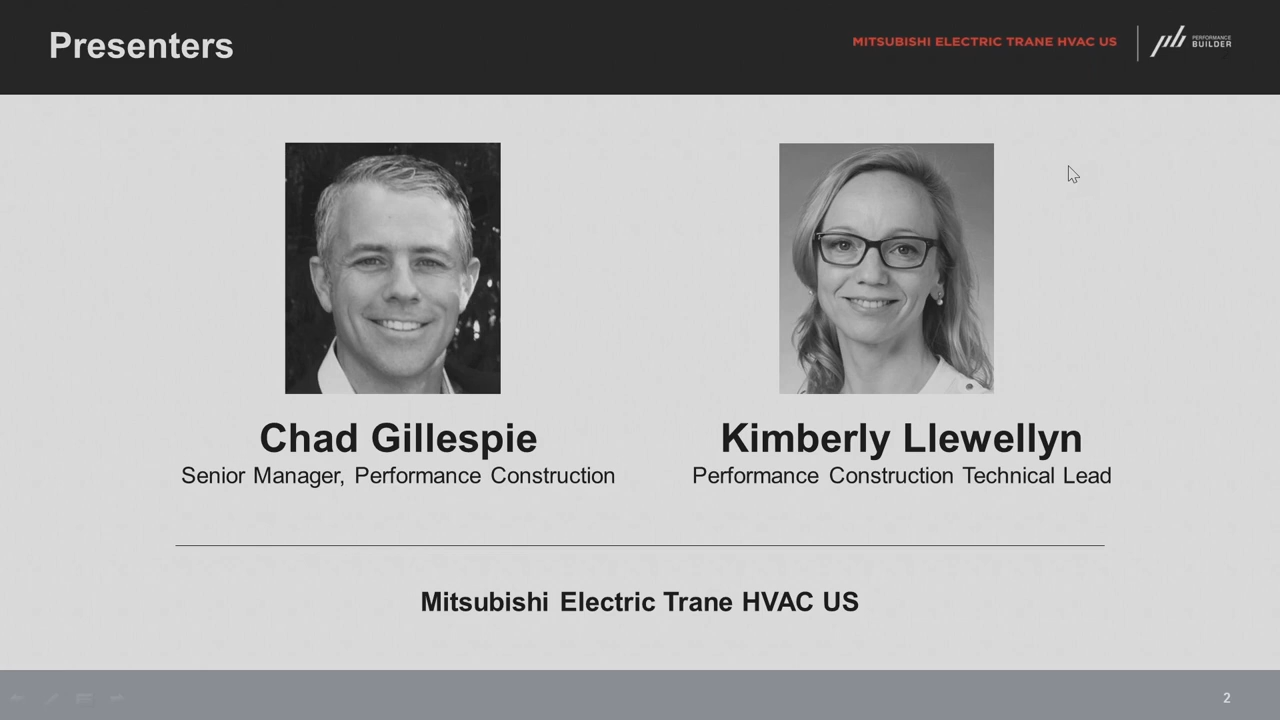 Presenters
MITSUBISHI ELECTRIC TRANE HVAC US
pb PERFORMANCE
BUILDER
Chad Gillespie
Senior Manager, Performance Construction
Kimberly Llewellyn
Performance Construction Technical Lead
Mitsubishi Electric Trane HVAC US
2